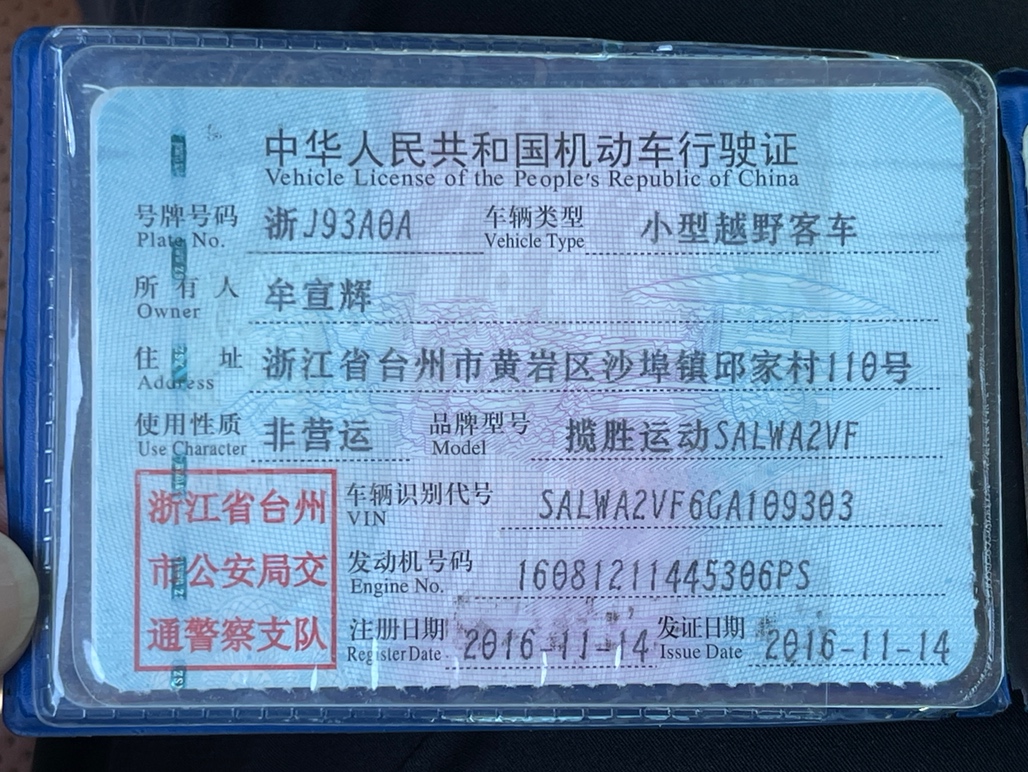 中华人民共和国机动车行驶证
Vehicle License of the People's Republic of China
号牌号码 浙J93A0A 车辆类型 小型越野客车
Plate No. Vehicle Type
所有人 牟宣辉
Owner
住址 浙江省台州市黄岩区沙埠镇邱家村110号
Address
使用性质 非营运 品牌型号 揽胜运动SALWA2VF
Use Character Model
浙江省台州
市公安局交
通警察支队
车辆识别代号 SALWA2VF6GA109303
VIN
发动机号码 16081211445306PS
Engine No.
注册日期 2016-11-14 发证日期 2016-11-14
Register Date Issue Date